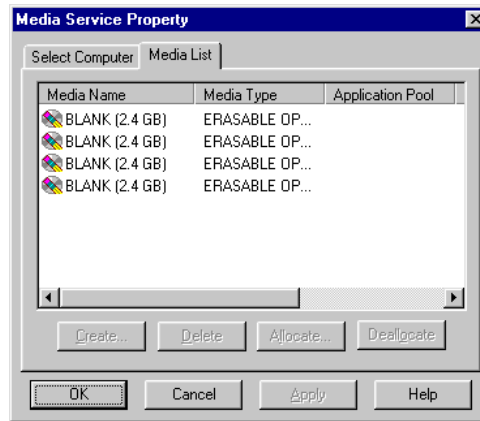 Media Service Property
Select Computer Media List
Media Name Media Type Application Pool
BLANK (2.4 GB) ERASABLE OP...
BLANK (2.4 GB) ERASABLE OP...
BLANK (2.4 GB) ERASABLE OP...
BLANK (2.4 GB) ERASABLE OP...
Create... Delete Allocate... Deallocate
OK Cancel Apply Help